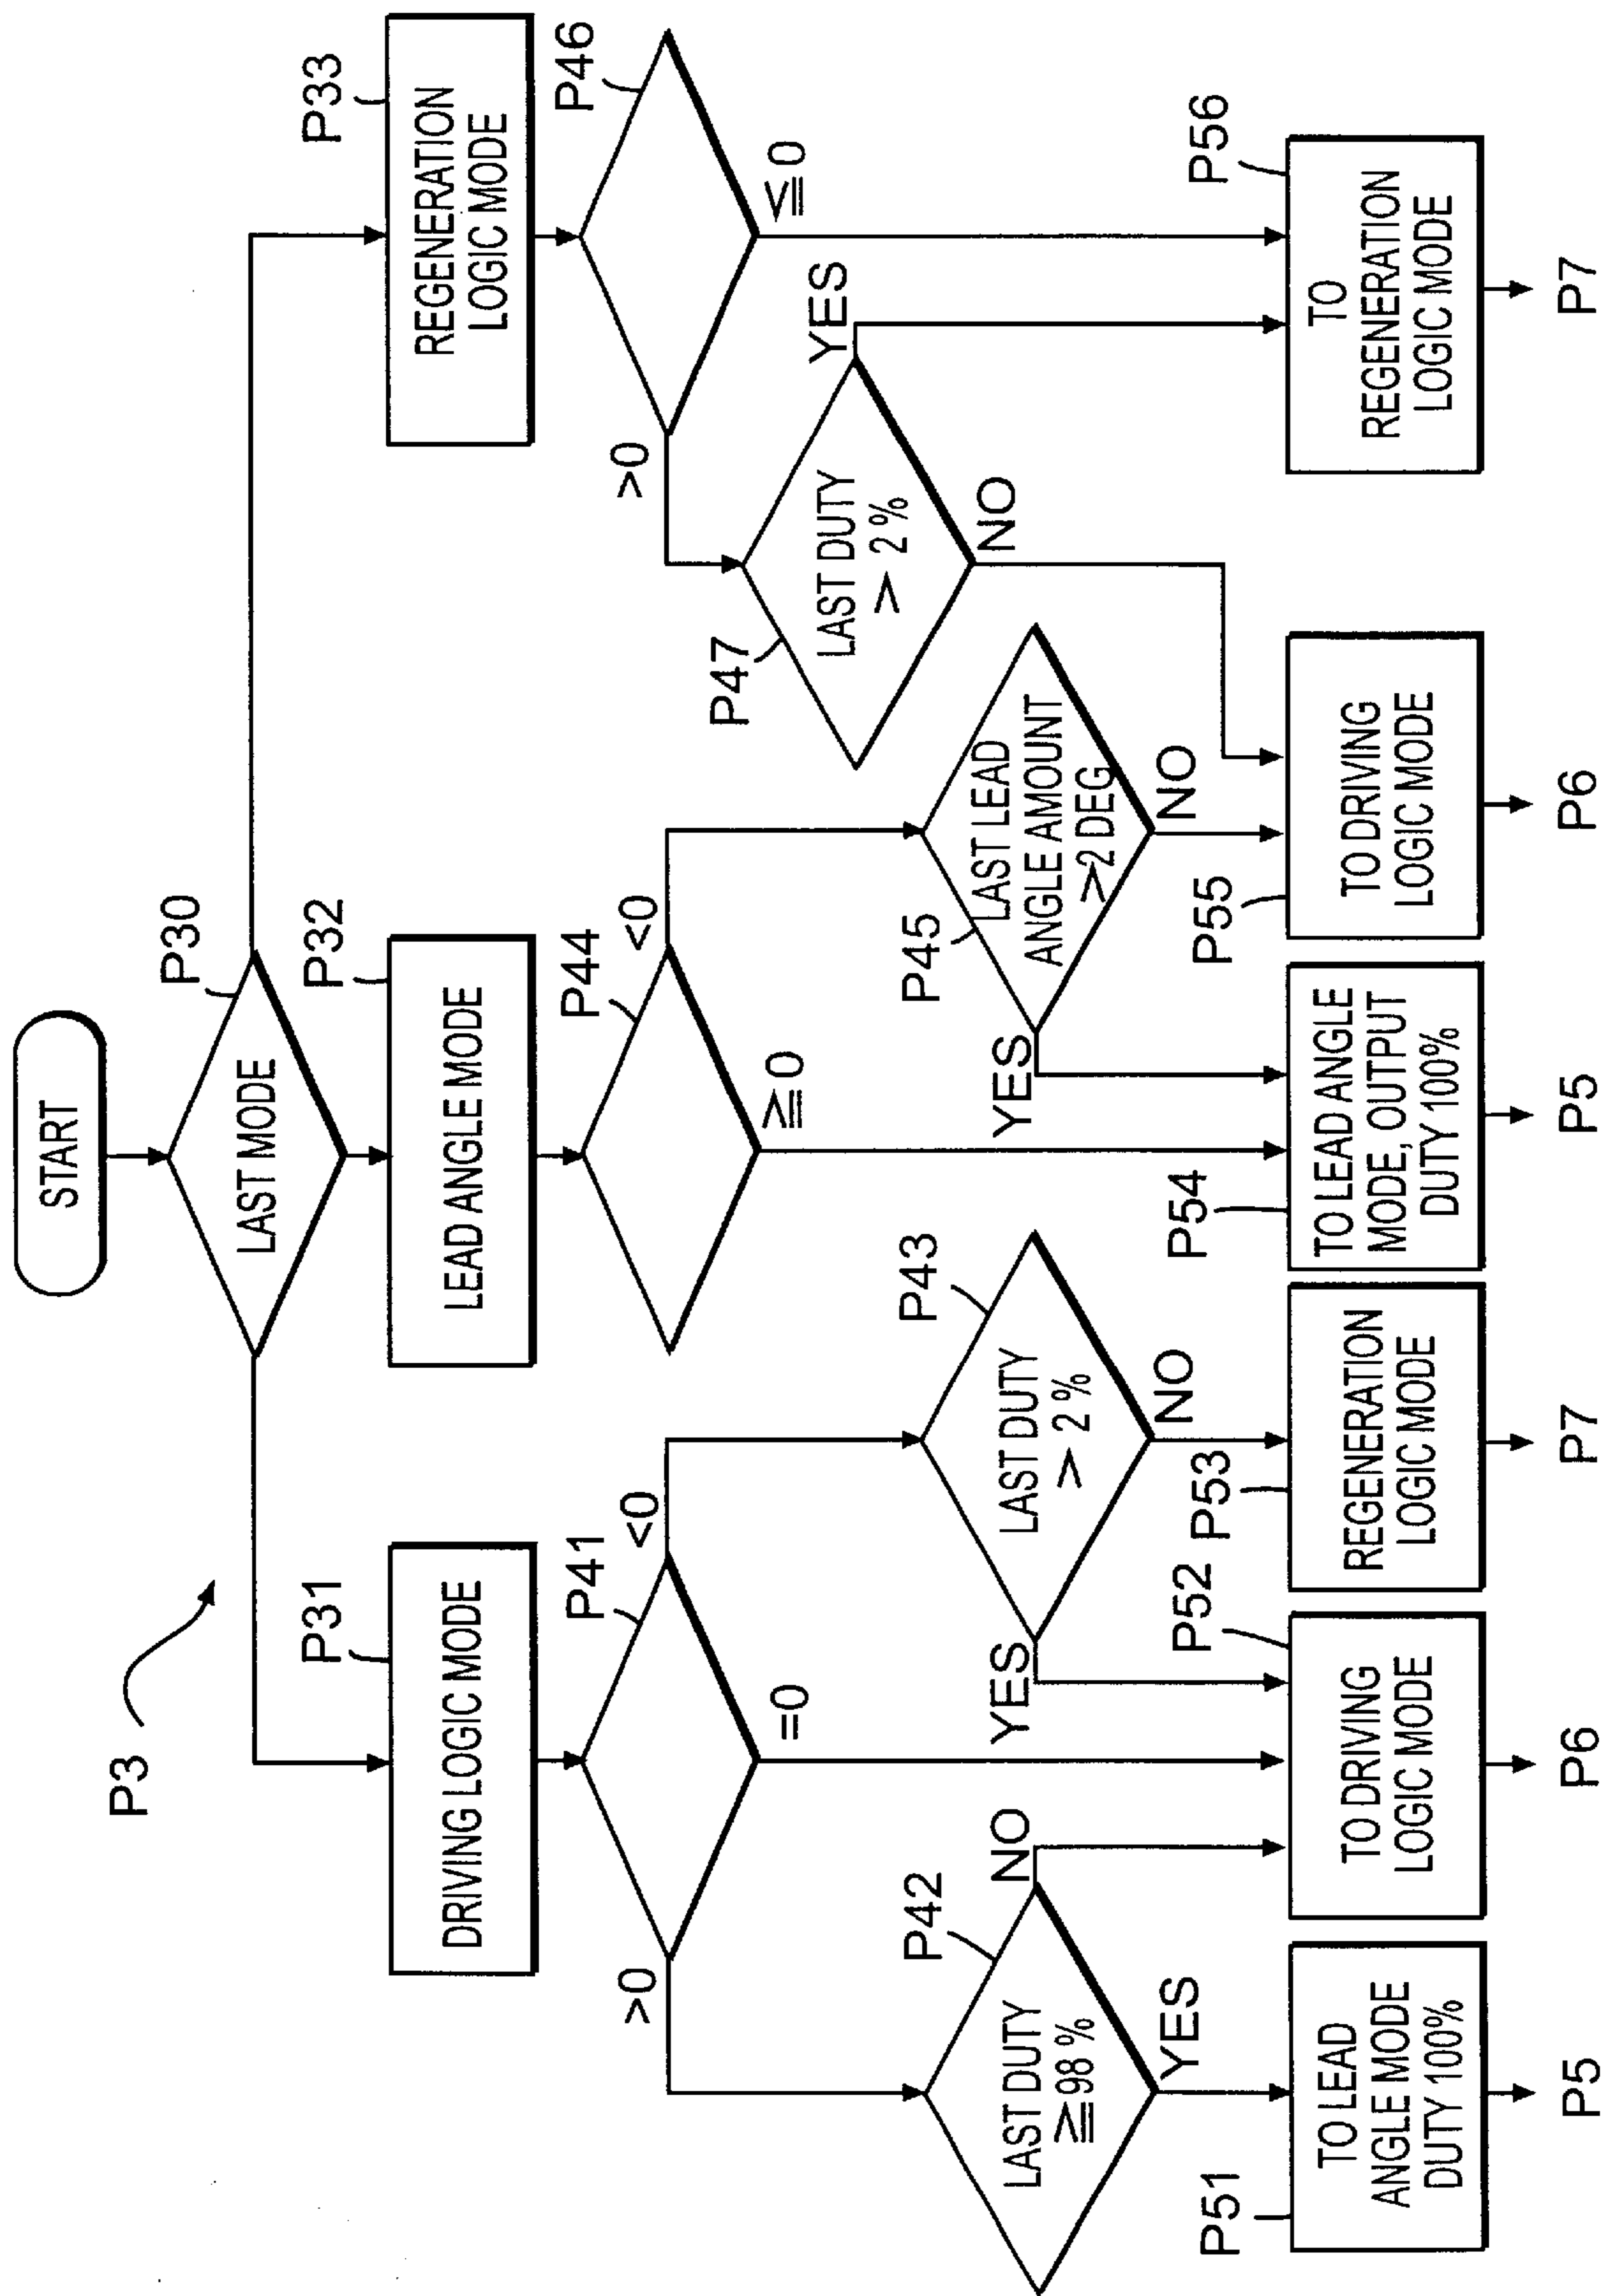 START
P3
P30
LAST MODE
P31
DRIVING LOGIC MODE
P32
LEAD ANGLE MODE
P33
REGENERATION
LOGIC MODE
P41
>0
=0
<0
P44
≧0
<0
P46
>0
≦0
P42
LAST DUTY
≧98 %
NO
YES
P43
LAST DUTY
> 2 %
YES
NO
P45
LAST LEAD
ANGLE AMOUNT
>2 DEG
YES
NO
P47
LAST DUTY
> 2 %
YES
NO
P51
TO LEAD
ANGLE MODE
DUTY 100%
P5
P52
TO DRIVING
LOGIC MODE
P6
P53
REGENERATION
LOGIC MODE
P7
P54
TO LEAD ANGLE
MODE, OUTPUT
DUTY 100%
P5
P55
TO DRIVING
LOGIC MODE
P6
P56
TO
REGENERATION
LOGIC MODE
P7